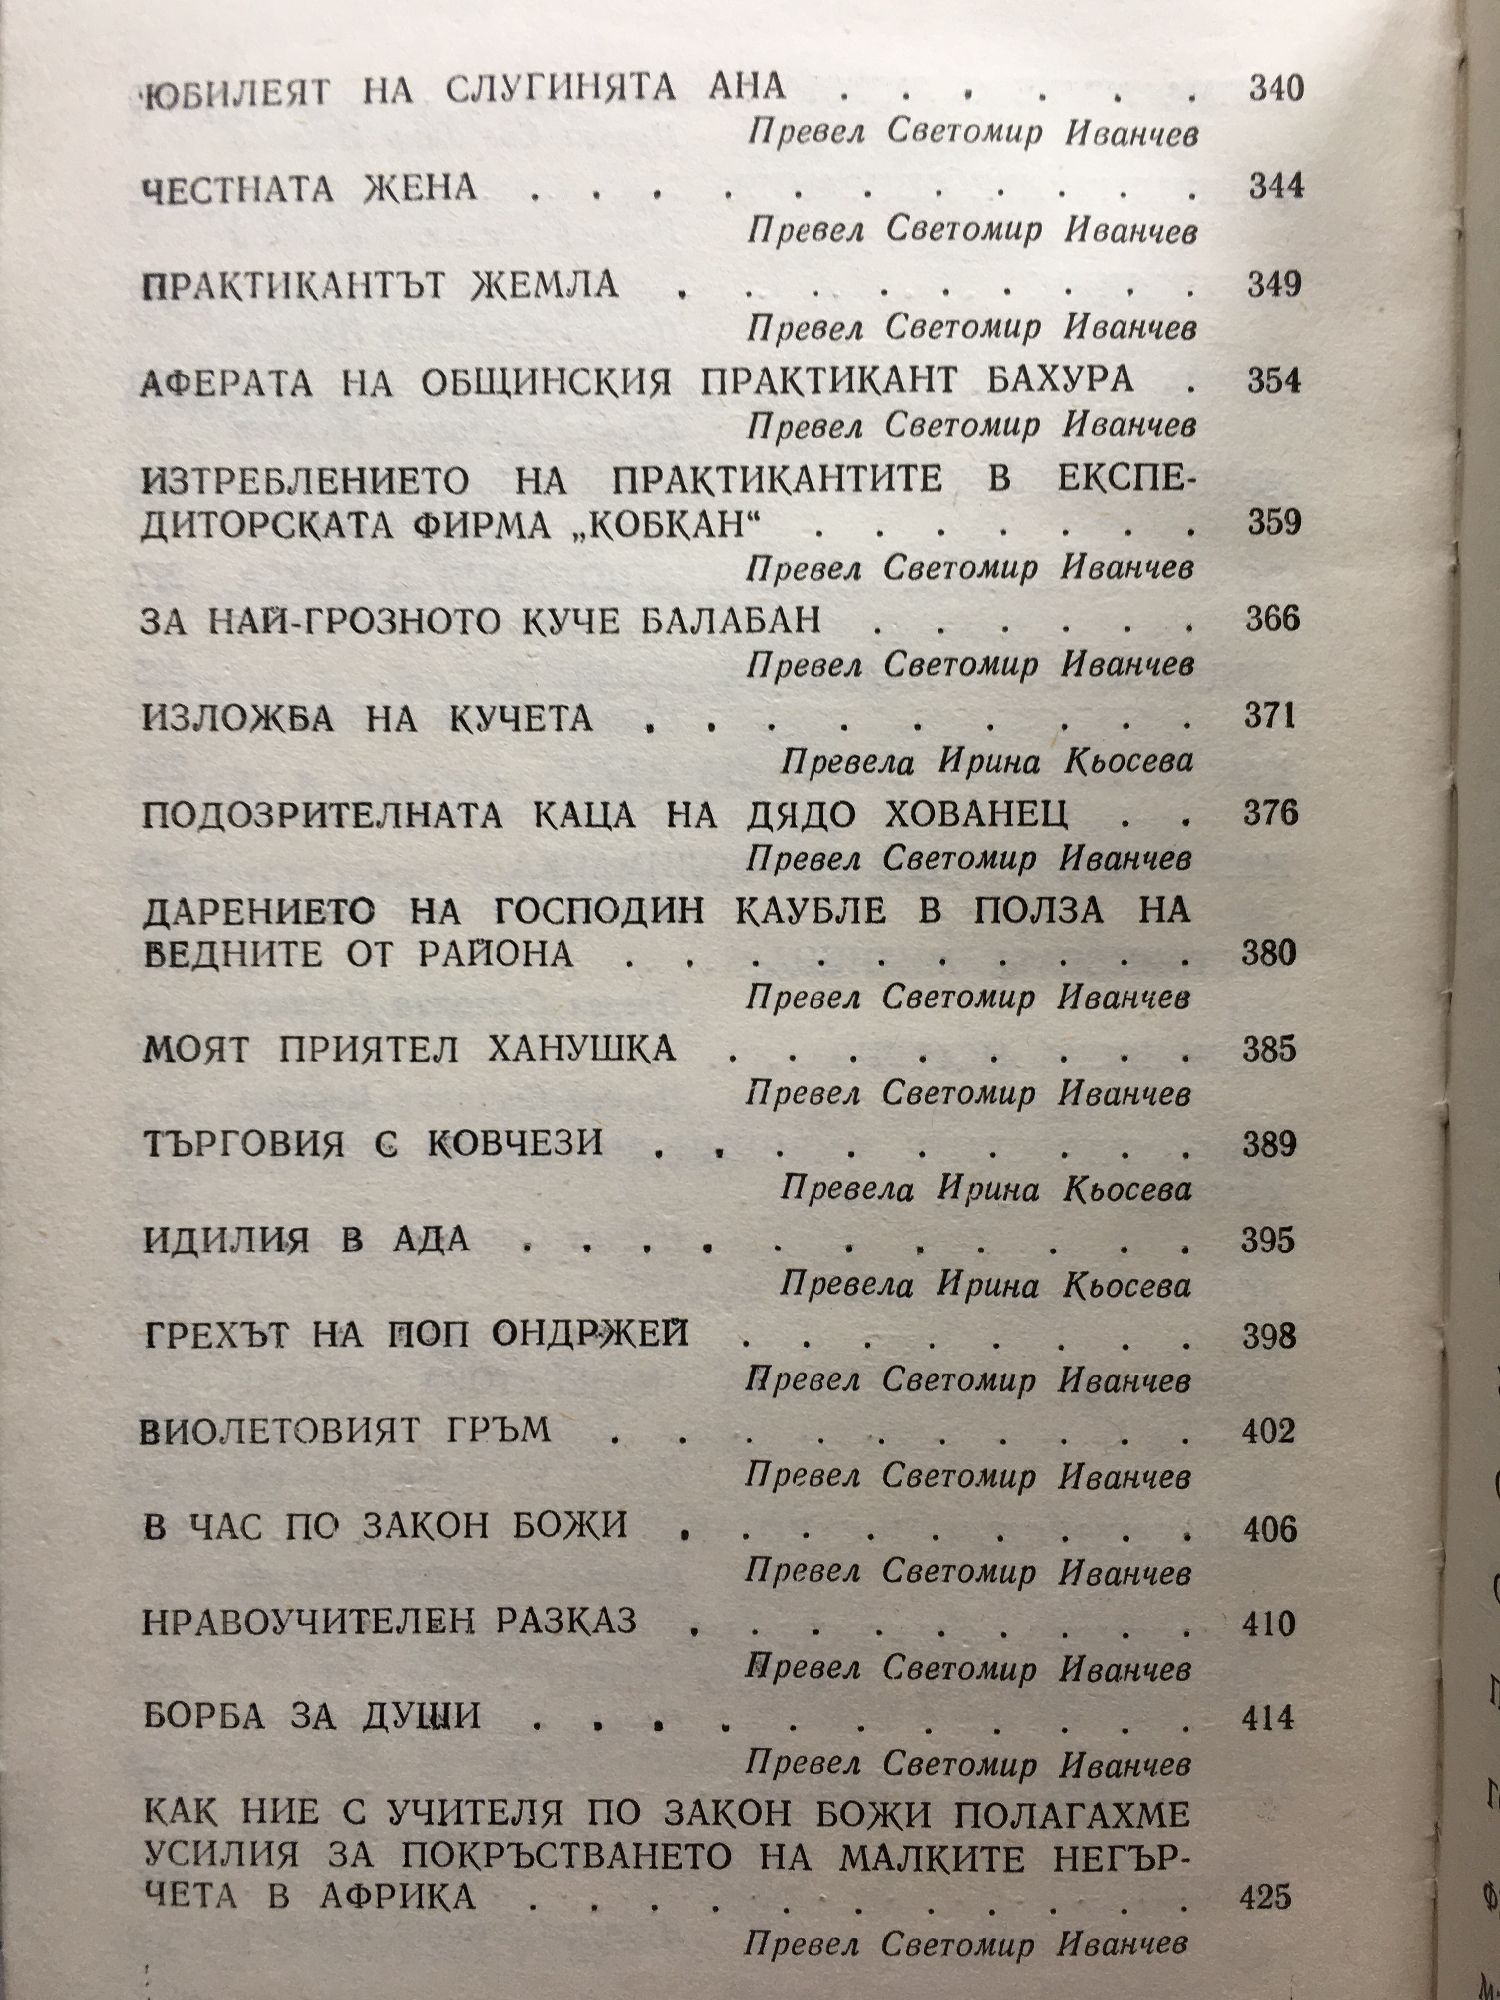 ЮБИЛЕЯТ НА СЛУГИНЯТА АНА . . . . . . 340
Превел Светомир Иванчев
ЧЕСТНАТА ЖЕНА . . . . . . . . . . . 344
Превел Светомир Иванчев
ПРАКТИКАНТЪТ ЖЕМЛА . . . . . . . . . 349
Превел Светомир Иванчев
АФЕРАТА НА ОБЩИНСКИЯ ПРАКТИКАНТ БАХУРА . 354
Превел Светомир Иванчев
ИЗТРЕБЛЕНИЕТО НА ПРАКТИКАНТИТЕ В ЕКСПЕ-
ДИТОРСКАТА ФИРМА „КОБКАН“ . . . . . . . 359
Превел Светомир Иванчев
ЗА НАЙ-ГРОЗНОТО КУЧЕ БАЛАБАН . . . . . . 366
Превел Светомир Иванчев
ИЗЛОЖБА НА КУЧЕТА . . . . . . . . . 371
Превела Ирина Кьосева
ПОДОЗРИТЕЛНАТА КАЦА НА ДЯДО ХОВАНЕЦ . . 376
Превел Светомир Иванчев
ДАРЕНИЕТО НА ГОСПОДИН КАУБЛЕ В ПОЛЗА НА
БЕДНИТЕ ОТ РАЙОНА . . . . . . . . . . 380
Превел Светомир Иванчев
МОЯТ ПРИЯТЕЛ ХАНУШКА . . . . . . . . 385
Превел Светомир Иванчев
ТЪРГОВИЯ С КОВЧЕЗИ . . . . . . . . . 389
Превела Ирина Кьосева
ИДИЛИЯ В АДА . . . . . . . . . . . 395
Превела Ирина Кьосева
ГРЕХЪТ НА ПОП ОНДРЖЕЙ . . . . . . . . 398
Превел Светомир Иванчев
ВИОЛЕТОВИЯТ ГРЪМ . . . . . . . . . . 402
Превел Светомир Иванчев
В ЧАС ПО ЗАКОН БОЖИ . . . . . . . . . 406
Превел Светомир Иванчев
НРАВОУЧИТЕЛЕН РАЗКАЗ . . . . . . . . . 410
Превел Светомир Иванчев
БОРБА ЗА ДУШИ . . . . . . . . . . . 414
Превел Светомир Иванчев
КАК НИЕ С УЧИТЕЛЯ ПО ЗАКОН БОЖИ ПОЛАГАХМЕ
УСИЛИЯ ЗА ПОКРЪСТВАНЕТО НА МАЛКИТЕ НЕГЪР-
ЧЕТА В АФРИКА . . . . . . . . . . . 425
Превел Светомир Иванчев